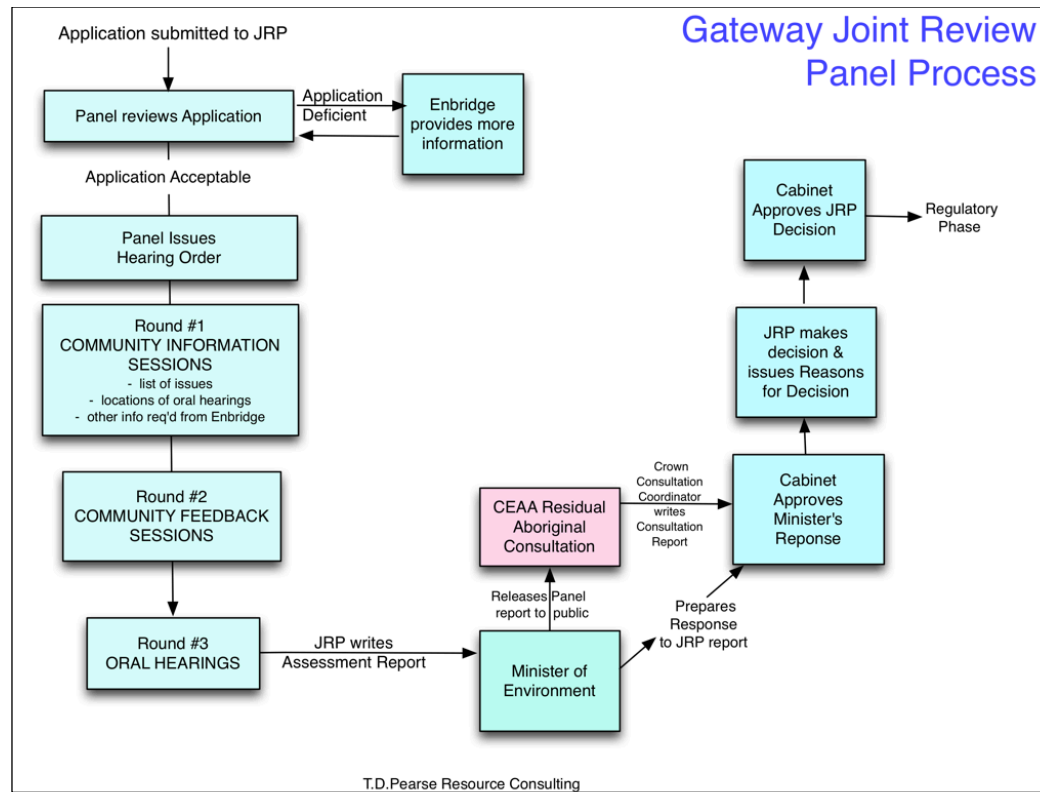 Gateway Joint Review
Panel Process
Application submitted to JRP
Panel reviews Application
Application
Deficient
Enbridge
provides more
information
Application Acceptable
Panel Issues
Hearing Order
Round #1
COMMUNITY INFORMATION
SESSIONS
- list of issues
- locations of oral hearings
- other info req'd from Enbridge
Round #2
COMMUNITY FEEDBACK
SESSIONS
Round #3
ORAL HEARINGS
JRP writes
Assessment Report
Minister of
Environment
Releases Panel
report to public
CEAA Residual
Aboriginal
Consultation
Crown
Consultation
Coordinator
writes
Consultation
Report
Prepares
Response
to JRP report
Cabinet
Approves
Minister's
Reponse
JRP makes
decision &
issues Reasons
for Decision
Cabinet
Approves JRP
Decision
Regulatory
Phase
T.D.Pearse Resource Consulting